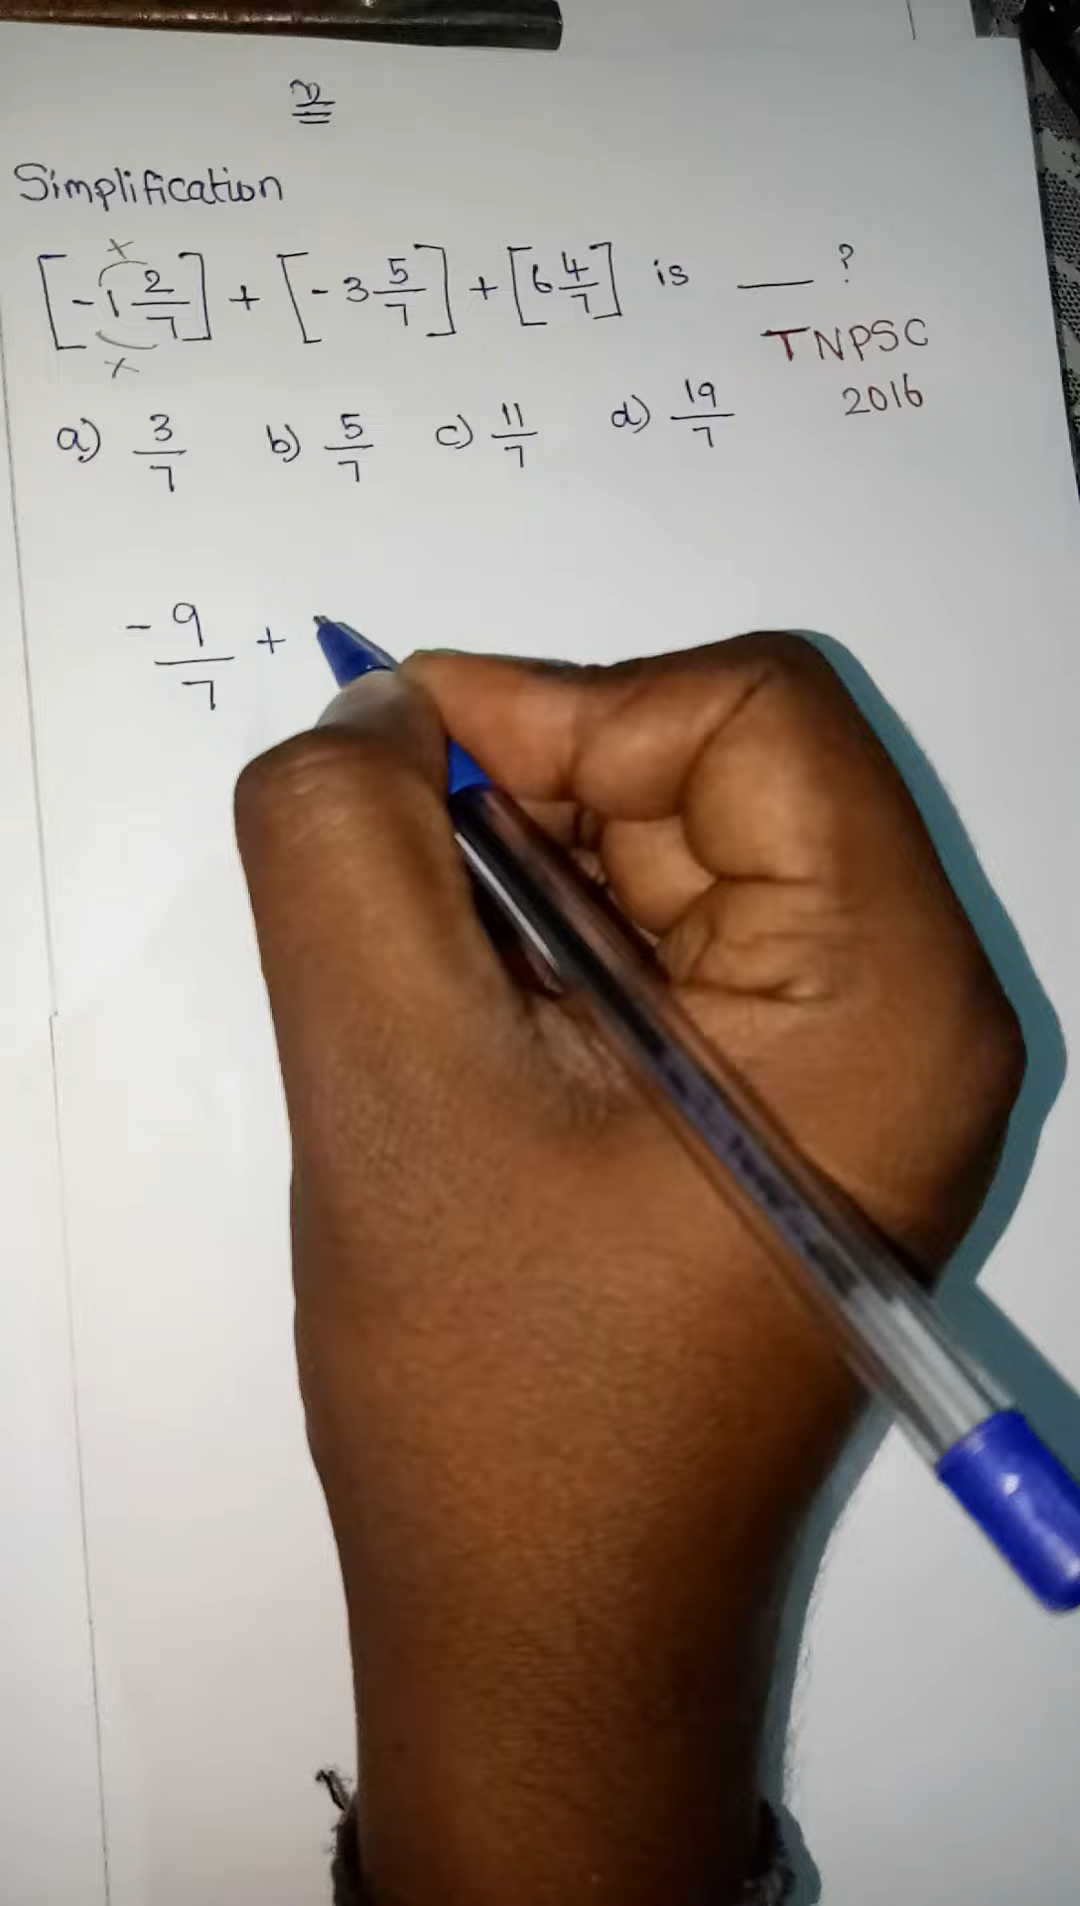 Simplification
[-1 2/7] + [-3 5/7] + [6 4/7] is ___ ?
TNPSC
2016
a) 3/7 b) 5/7 c) 11/7 d) 19/7
-9/7 +